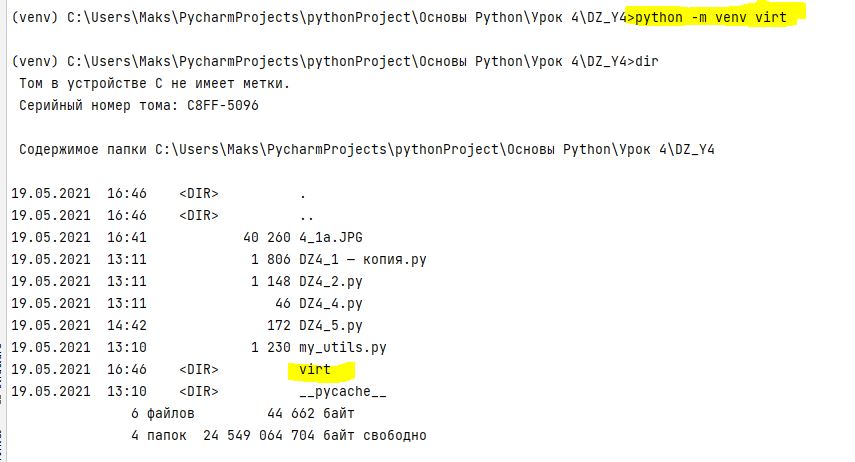 (venv) C:\Users\Maks\PycharmProjects\pythonProject\Основы Python\Урок 4\DZ_Y4>python -m venv virt
(venv) C:\Users\Maks\PycharmProjects\pythonProject\Основы Python\Урок 4\DZ_Y4>dir
Том в устройстве C не имеет метки.
Серийный номер тома: C8FF-5096
Содержимое папки C:\Users\Maks\PycharmProjects\pythonProject\Основы Python\Урок 4\DZ_Y4
19.05.2021  16:46    <DIR>          .
19.05.2021  16:46    <DIR>          ..
19.05.2021  16:41            40 260 4_1a.JPG
19.05.2021  13:11             1 806 DZ4_1 — копия.py
19.05.2021  13:11             1 148 DZ4_2.py
19.05.2021  13:11                46 DZ4_4.py
19.05.2021  14:42               172 DZ4_5.py
19.05.2021  13:10             1 230 my_utils.py
19.05.2021  16:46    <DIR>          virt
19.05.2021  13:10    <DIR>          __pycache__
6 файлов         44 662 байт
4 папок  24 549 064 704 байт свободно